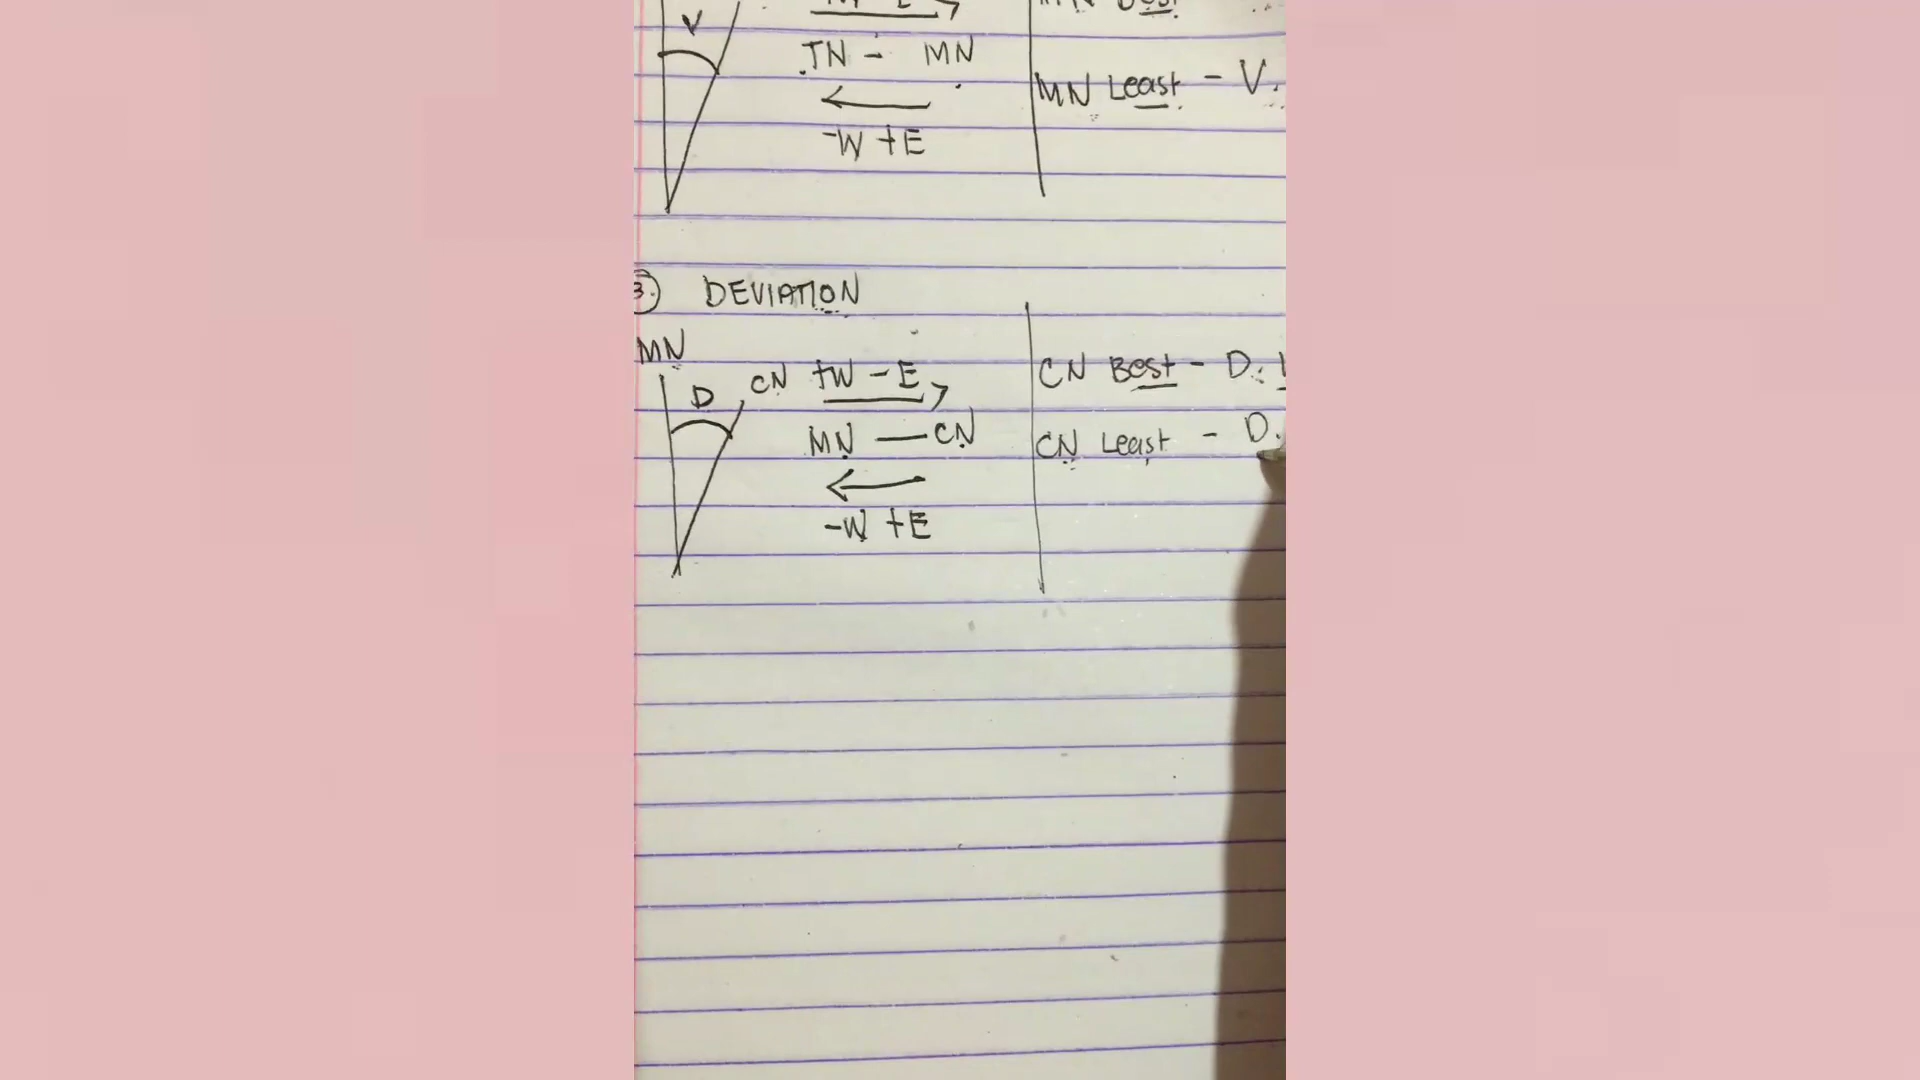 V
TN - MN
MN Least - V.
-W +E
3. DEVIATION
MN
D CN +W - E
CN Best - D.
MN — CN
CN Least - D.
-W +E